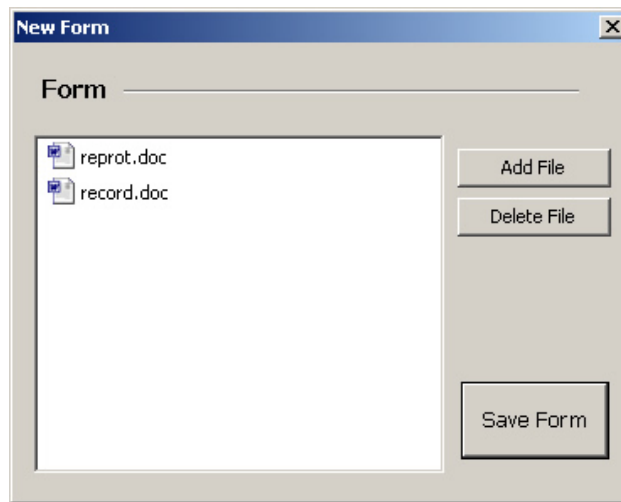 New Form
Form
reprot.doc
record.doc
Add File
Delete File
Save Form